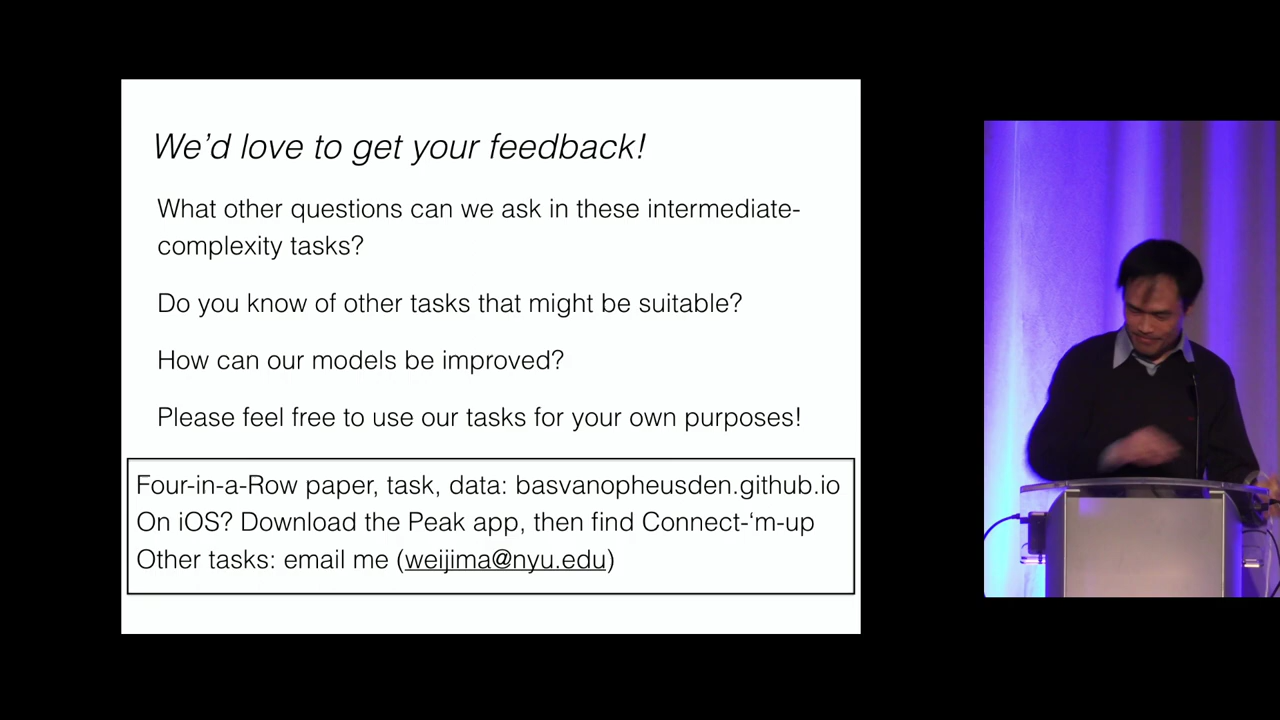 We’d love to get your feedback!
What other questions can we ask in these intermediate-
complexity tasks?
Do you know of other tasks that might be suitable?
How can our models be improved?
Please feel free to use our tasks for your own purposes!
Four-in-a-Row paper, task, data: basvanopheusden.github.io
On iOS? Download the Peak app, then find Connect-‘m-up
Other tasks: email me (weijima@nyu.edu)